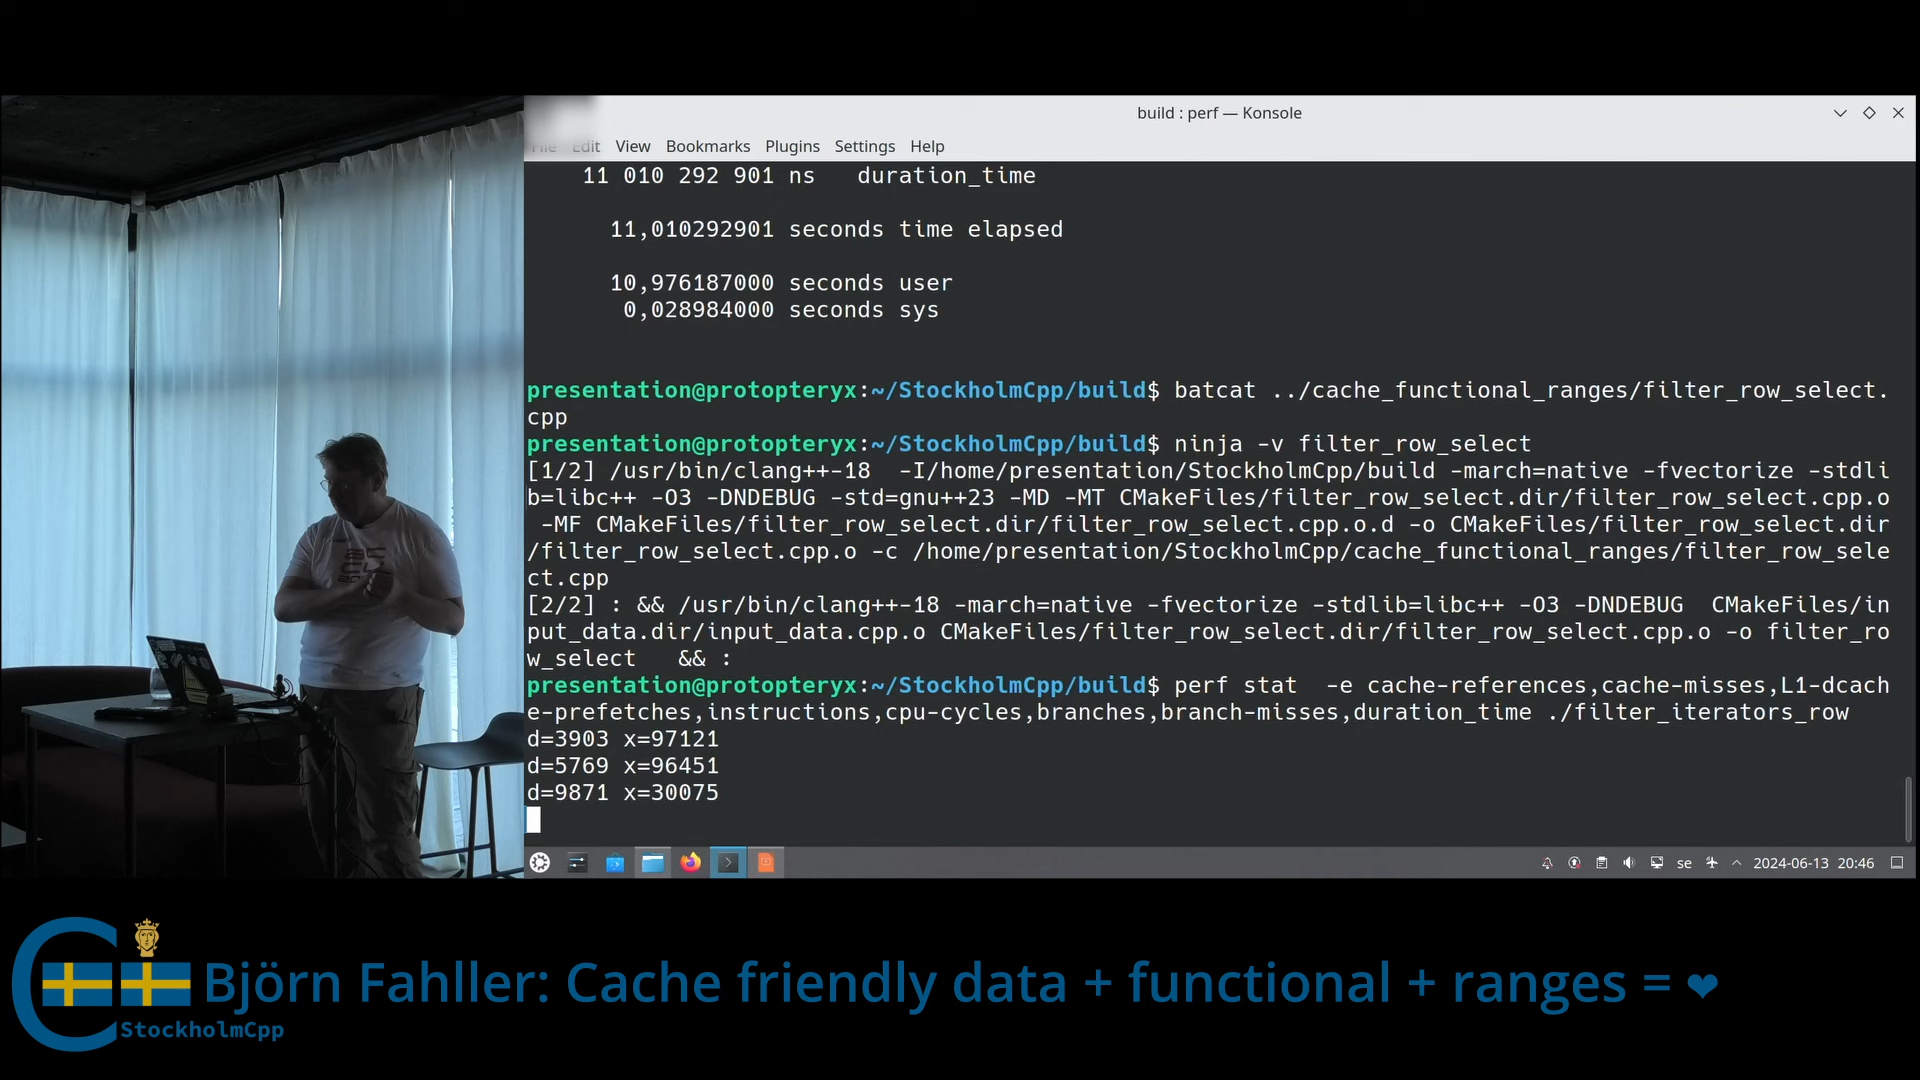 build : perf — Konsole
File Edit View Bookmarks Plugins Settings Help
11 010 292 901 ns duration_time
11,010292901 seconds time elapsed
10,976187000 seconds user
0,028984000 seconds sys
presentation@protopteryx:~/StockholmCpp/build$ batcat ../cache_functional_ranges/filter_row_select.
cpp
presentation@protopteryx:~/StockholmCpp/build$ ninja -v filter_row_select
[1/2] /usr/bin/clang++-18 -I/home/presentation/StockholmCpp/build -march=native -fvectorize -stdli
b=libc++ -O3 -DNDEBUG -std=gnu++23 -MD -MT CMakeFiles/filter_row_select.dir/filter_row_select.cpp.o
-MF CMakeFiles/filter_row_select.dir/filter_row_select.cpp.o.d -o CMakeFiles/filter_row_select.dir
/filter_row_select.cpp.o -c /home/presentation/StockholmCpp/cache_functional_ranges/filter_row_sele
ct.cpp
[2/2] : && /usr/bin/clang++-18 -march=native -fvectorize -stdlib=libc++ -O3 -DNDEBUG CMakeFiles/in
put_data.dir/input_data.cpp.o CMakeFiles/filter_row_select.dir/filter_row_select.cpp.o -o filter_ro
w_select && :
presentation@protopteryx:~/StockholmCpp/build$ perf stat -e cache-references,cache-misses,L1-dcach
e-prefetches,instructions,cpu-cycles,branches,branch-misses,duration_time ./filter_iterators_row
d=3903 x=97121
d=5769 x=96451
d=9871 x=30075
se 2024-06-13 20:46
Björn Fahller: Cache friendly data + functional + ranges = ❤
StockholmCpp